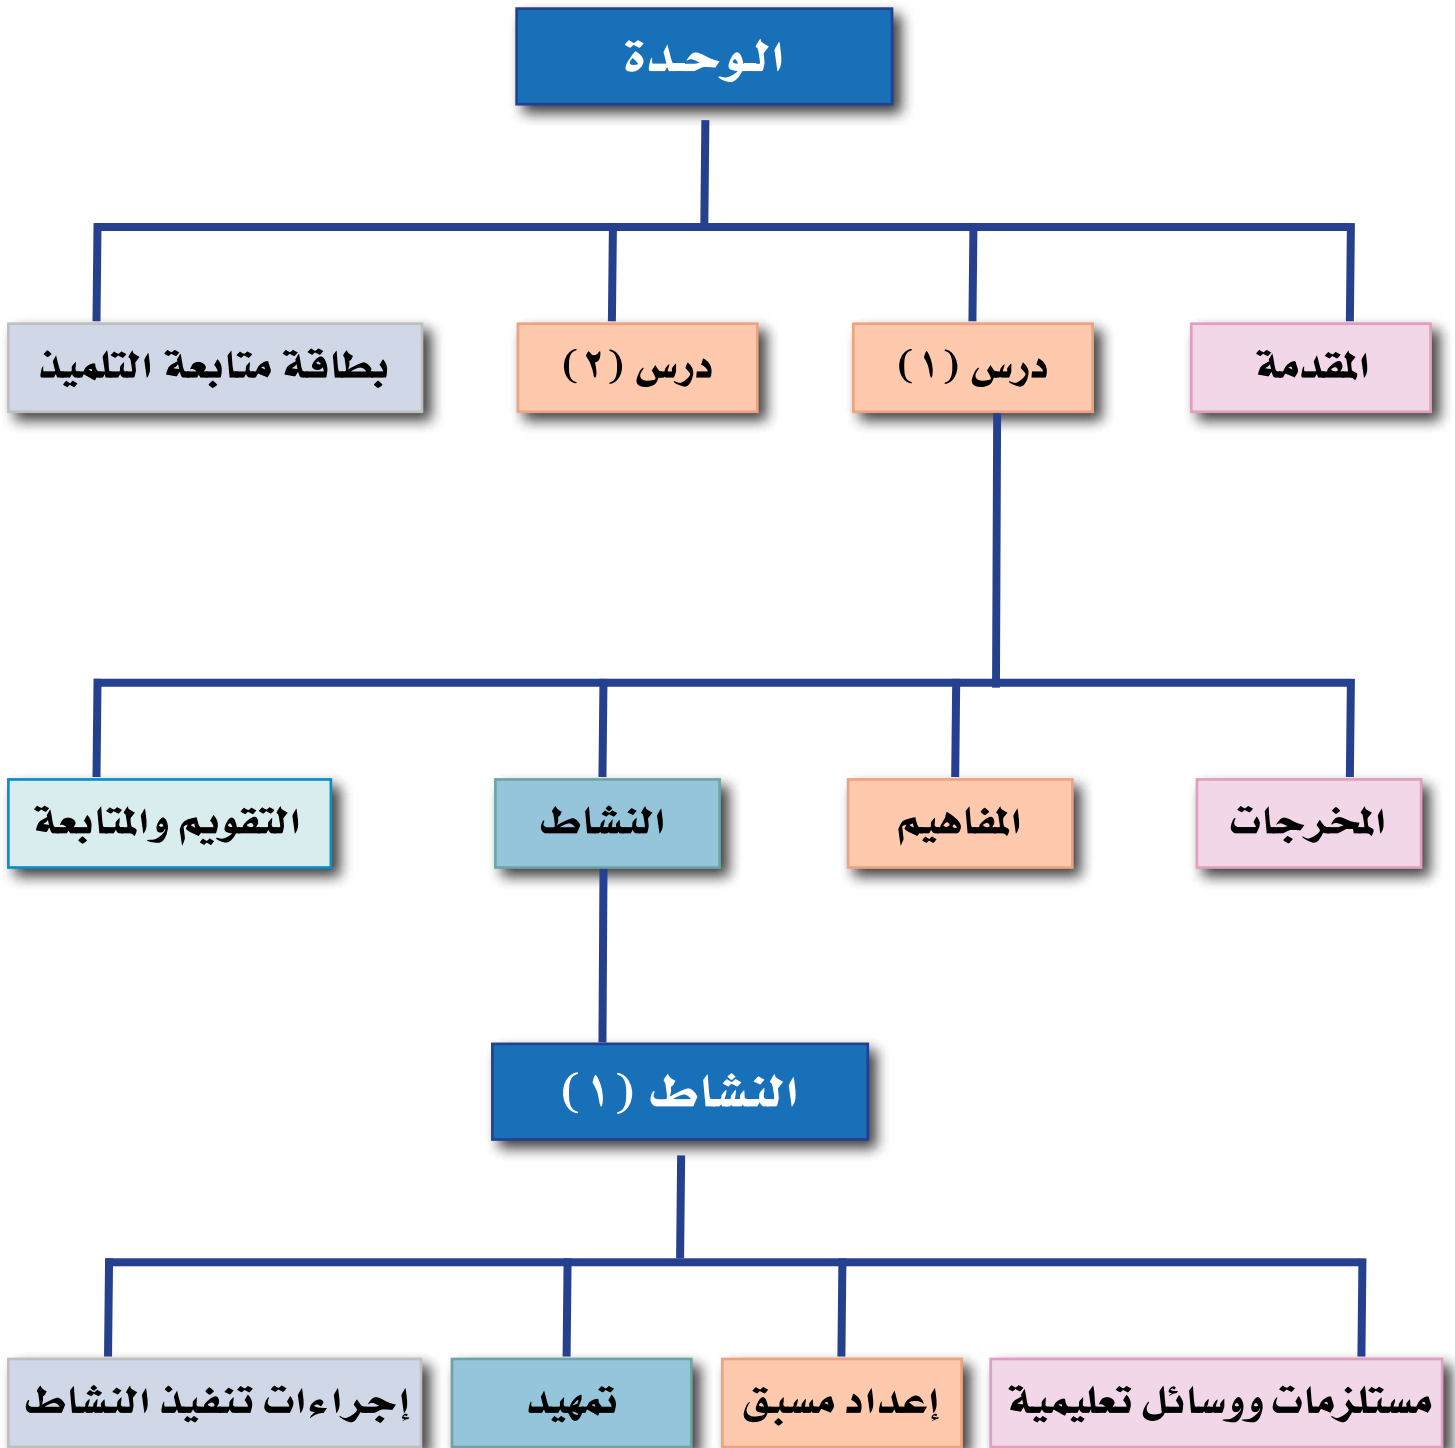 الوحدة
المقدمة
درس (١)
درس (٢)
بطاقة متابعة التلميذ
المخرجات
المفاهيم
النشاط
التقويم والمتابعة
النشاط (١)
مستلزمات ووسائل تعليمية
إعداد مسبق
تمهيد
إجراءات تنفيذ النشاط